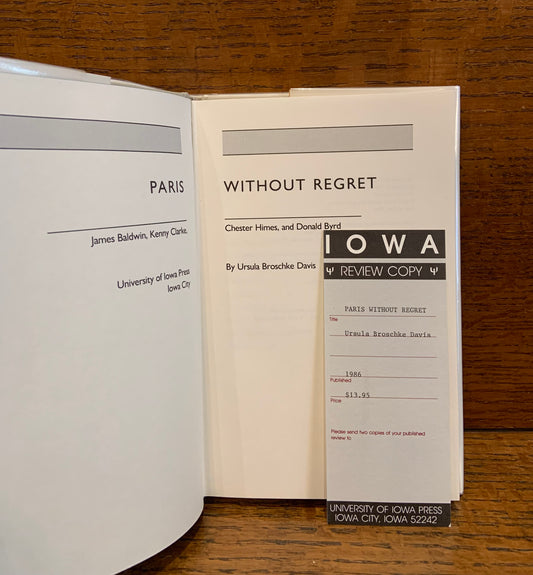 PARIS
James Baldwin, Kenny Clarke,
University of Iowa Press
Iowa City
WITHOUT REGRET
Chester Himes, and Donald Byrd
By Ursula Broschke Davis
IOWA
REVIEW COPY
PARIS WITHOUT REGRET
Title
Ursula Broschke Davis
1986
Published
$13.95
Price
Please send two copies of your published
review to
UNIVERSITY OF IOWA PRESS
IOWA CITY, IOWA 52242